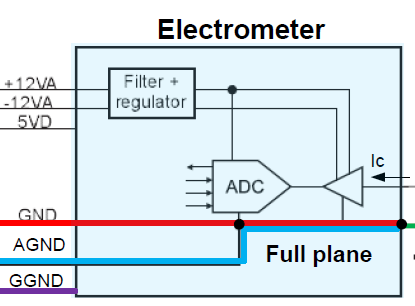 Electrometer
+12VA
-12VA
5VD
Filter +
regulator
Ic
ADC
GND
AGND
Full plane
GGND